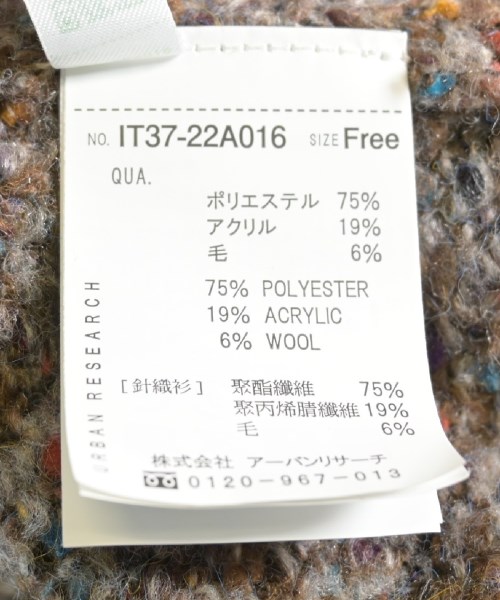 NO. IT37-22A016 SIZE Free
QUA.
ポリエステル 75%
アクリル 19%
毛 6%
75% POLYESTER
19% ACRYLIC
6% WOOL
URBAN RESEARCH
[針織衫] 聚酯纖維 75%
聚丙烯腈纖維 19%
毛 6%
株式会社 アーバンリサーチ
0120-967-013